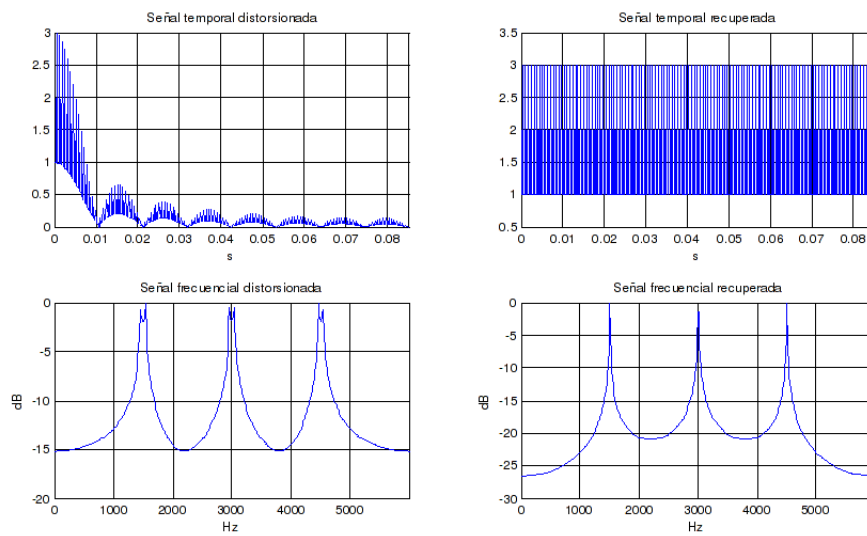 Señal temporal distorsionada
3
2.5
2
1.5
1
0.5
0
0 0.01 0.02 0.03 0.04 0.05 0.06 0.07 0.08
s
Señal temporal recuperada
3.5
3
2.5
2
1.5
1
0.5
0 0.01 0.02 0.03 0.04 0.05 0.06 0.07 0.08
s
Señal frecuencial distorsionada
dB
0
-5
-10
-15
-20
0 1000 2000 3000 4000 5000
Hz
Señal frecuencial recuperada
dB
0
-5
-10
-15
-20
-25
-30
0 1000 2000 3000 4000 5000
Hz